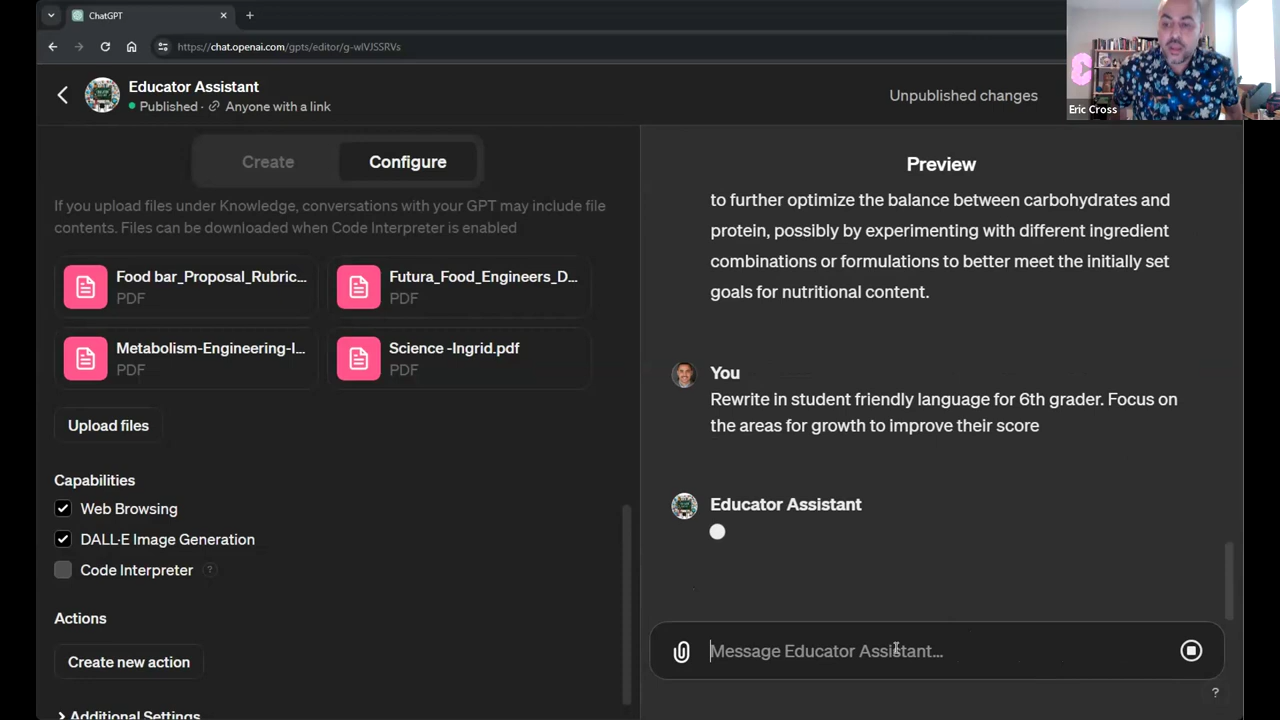 ChatGPT
https://chat.openai.com/gpts/editor/g-wlVJSSRVs
Educator Assistant
Published · Anyone with a link
Unpublished changes
Eric Cross
Create
Configure
If you upload files under Knowledge, conversations with your GPT may include file
contents. Files can be downloaded when Code Interpreter is enabled
Food bar_Proposal_Rubric...
PDF
Futura_Food_Engineers_D...
PDF
Metabolism-Engineering-I...
PDF
Science -Ingrid.pdf
PDF
Upload files
Capabilities
Web Browsing
DALL·E Image Generation
Code Interpreter ?
Actions
Create new action
Additional Settings
Preview
to further optimize the balance between carbohydrates and
protein, possibly by experimenting with different ingredient
combinations or formulations to better meet the initially set
goals for nutritional content.
You
Rewrite in student friendly language for 6th grader. Focus on
the areas for growth to improve their score
Educator Assistant
Message Educator Assistant...
?